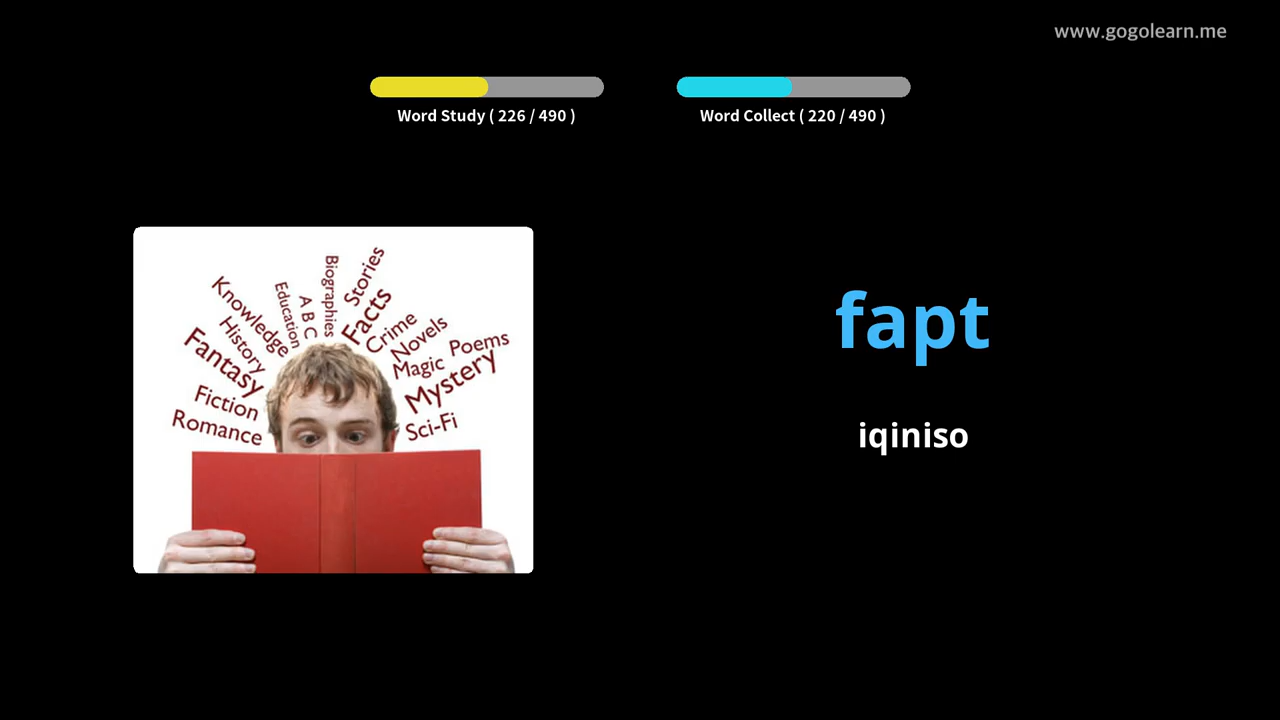 www.gogolearn.me
Word Study ( 226 / 490 )
Word Collect ( 220 / 490 )
Knowledge
Education
A B C
Biographies
Stories
Facts
Crime
Novels
Poems
History
Fantasy
Magic
Mystery
Fiction
Romance
Sci-Fi
fapt
iqiniso